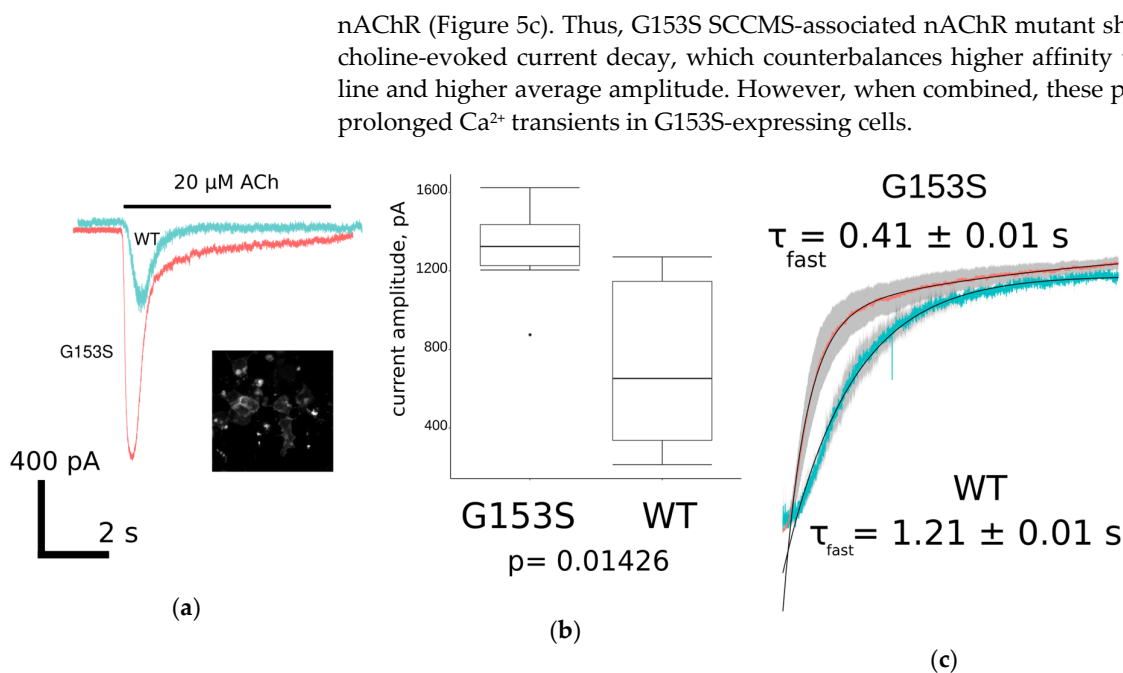 nAChR (Figure 5c). Thus, G153S SCCMS-associated nAChR mutant sh
choline-evoked current decay, which counterbalances higher affinity
line and higher average amplitude. However, when combined, these p
prolonged Ca²⁺ transients in G153S-expressing cells.
20 μM ACh
WT
G153S
400 pA
2 s
(a)
current amplitude, pA
1600
1200
800
400
G153S WT
p= 0.01426
(b)
G153S
τfast = 0.41 ± 0.01 s
WT
τfast = 1.21 ± 0.01 s
(c)